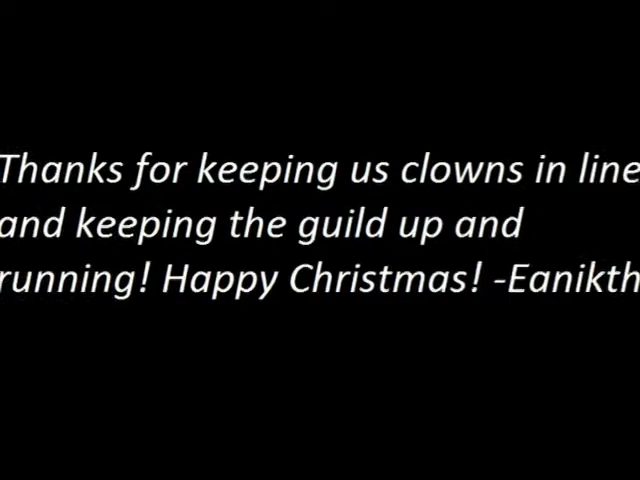 Thanks for keeping us clowns in line
and keeping the guild up and
running! Happy Christmas! -Eanikth